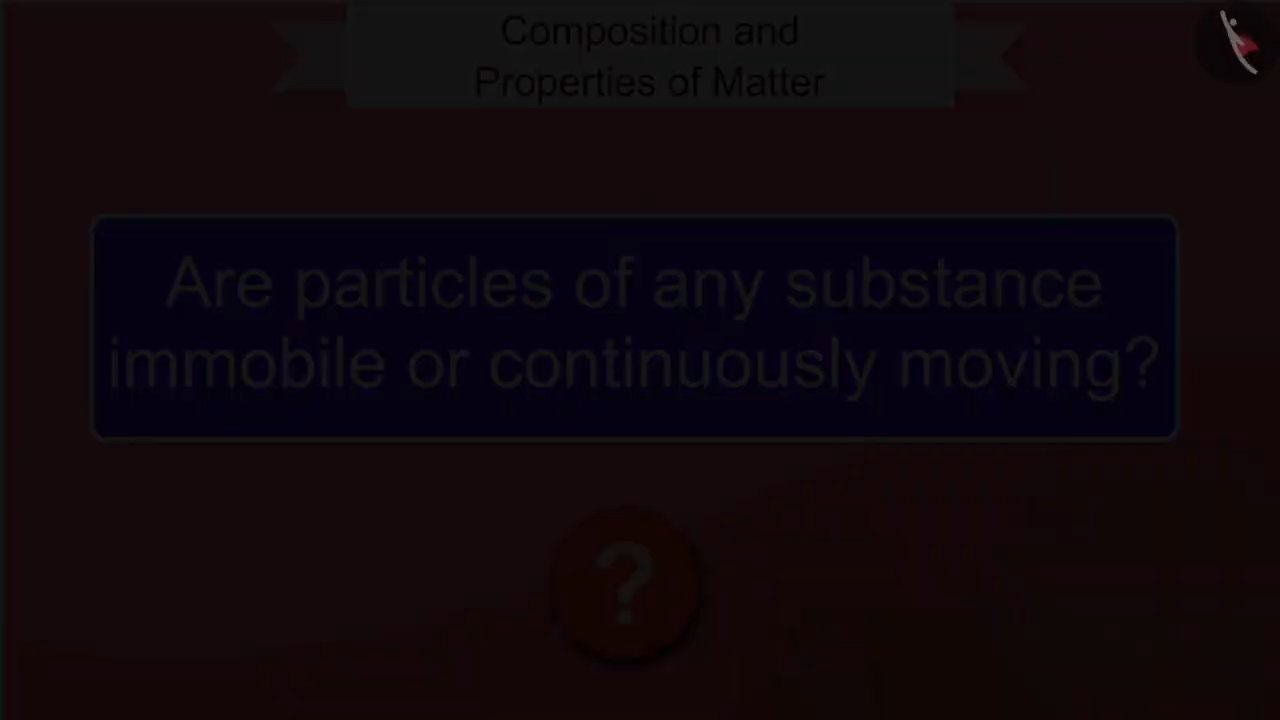 Composition and
Properties of Matter
Are particles of any substance
immobile or continuously moving?
?